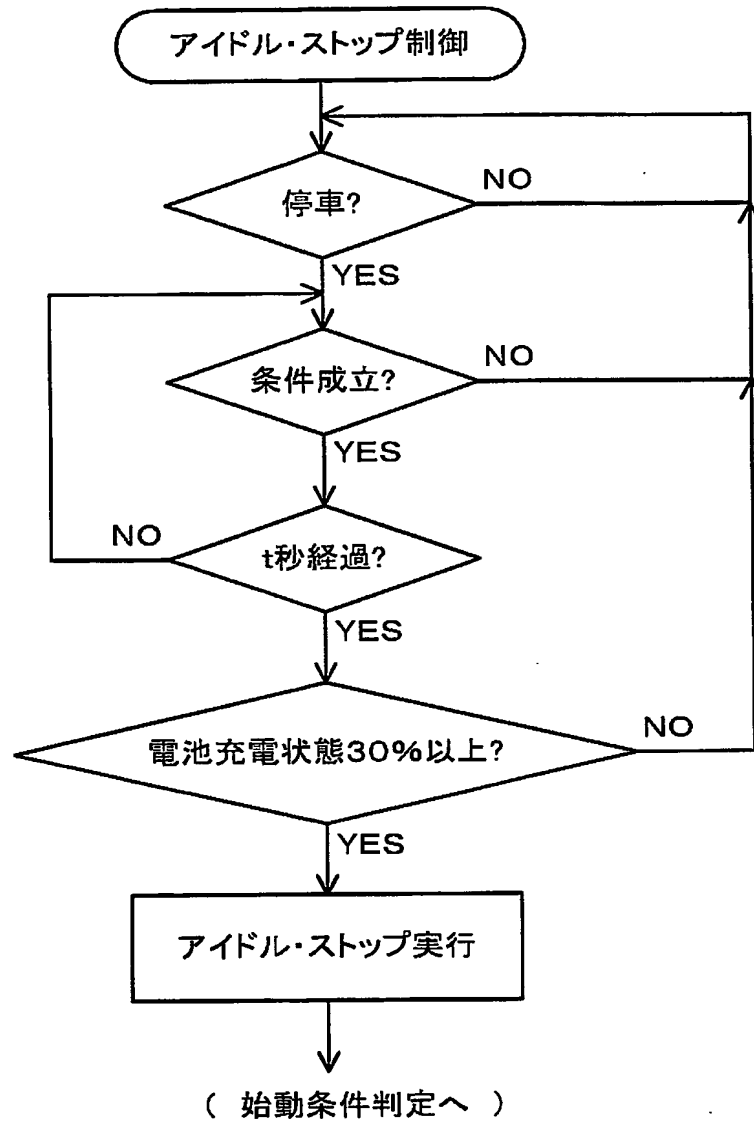 アイドル・ストップ制御
停車?
NO
YES
条件成立?
NO
YES
t秒経過?
NO
YES
電池充電状態30%以上?
NO
YES
アイドル・ストップ実行
( 始動条件判定へ )